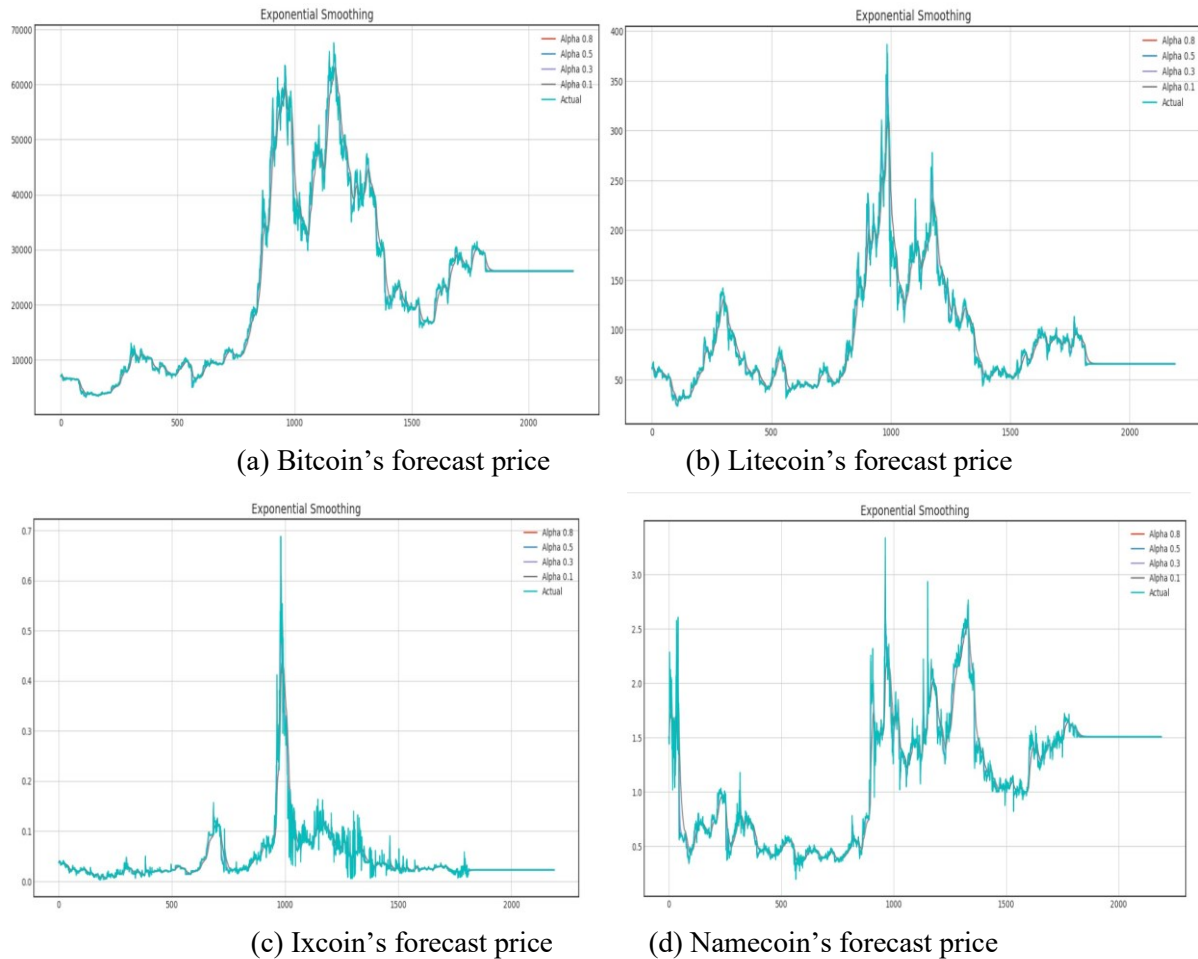 Exponential Smoothing
70000
60000
50000
40000
30000
20000
10000
0
500
1000
1500
2000
Alpha 0.8
Alpha 0.5
Alpha 0.3
Alpha 0.1
Actual
(a) Bitcoin’s forecast price
Exponential Smoothing
400
350
300
250
200
150
100
50
0
500
1000
1500
2000
Alpha 0.8
Alpha 0.5
Alpha 0.3
Alpha 0.1
Actual
(b) Litecoin’s forecast price
Exponential Smoothing
0.7
0.6
0.5
0.4
0.3
0.2
0.1
0.0
0
500
1000
1500
2000
Alpha 0.8
Alpha 0.5
Alpha 0.3
Alpha 0.1
Actual
(c) Ixcoin’s forecast price
Exponential Smoothing
3.0
2.5
2.0
1.5
1.0
0.5
0
500
1000
1500
2000
Alpha 0.8
Alpha 0.5
Alpha 0.3
Alpha 0.1
Actual
(d) Namecoin’s forecast price